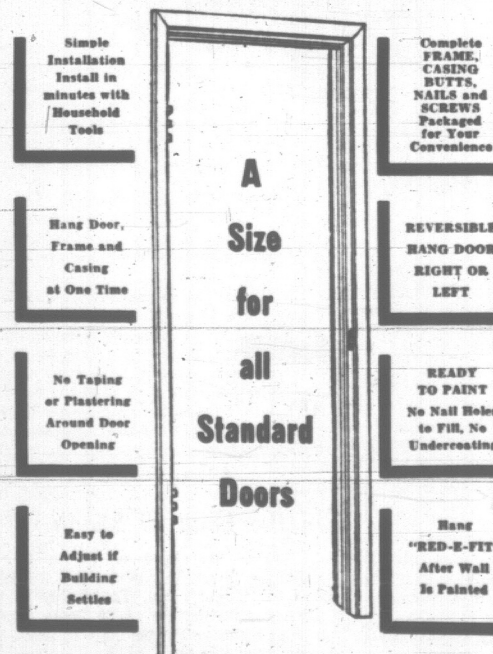 Simple
Installation
Install in
minutes with
Household
Tools
Hang Door,
Frame and
Casing
at One Time
No Taping
or Plastering
Around Door
Opening
Easy to
Adjust if
Building
Settles
A
Size
for
all
Standard
Doors
Complete
FRAME,
CASING
BUTTS,
NAILS and
SCREWS
Packaged
for Your
Convenience
REVERSIBLE
HANG DOOR
RIGHT OR
LEFT
READY
TO PAINT
No Nail Holes
to Fill, No
Undercoating
Hang
"RED-E-FIT"
After Wall
Is Painted